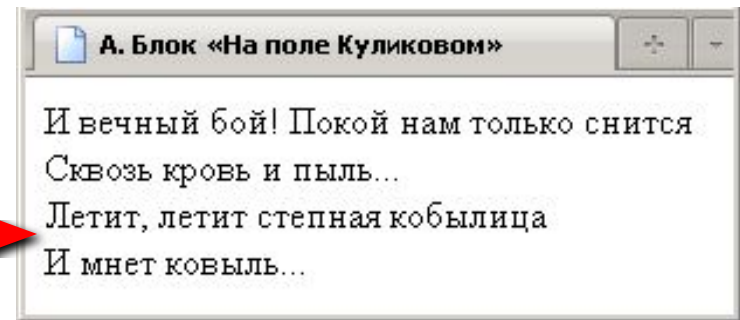 А. Блок «На поле Куликовом»
И вечный бой! Покой нам только снится
Сквозь кровь и пыль...
Летит, летит степная кобылица
И мнет ковыль...